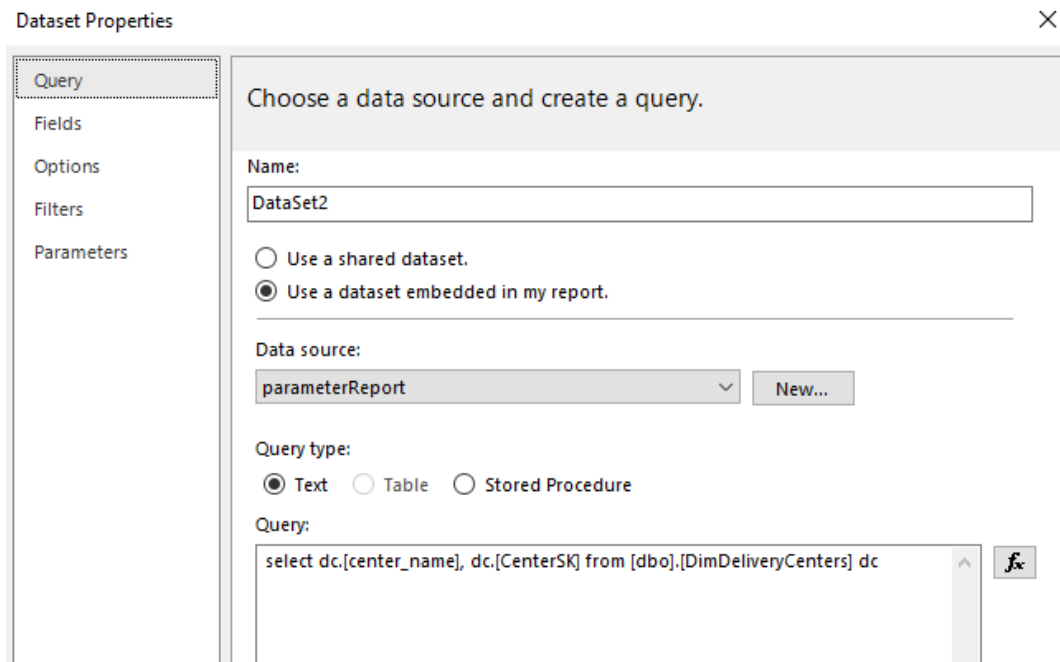 Dataset Properties
Query
Fields
Options
Filters
Parameters
Choose a data source and create a query.
Name:
DataSet2
Use a shared dataset.
Use a dataset embedded in my report.
Data source:
parameterReport
New...
Query type:
Text Table Stored Procedure
Query:
select dc.[center_name], dc.[CenterSK] from [dbo].[DimDeliveryCenters] dc
fx